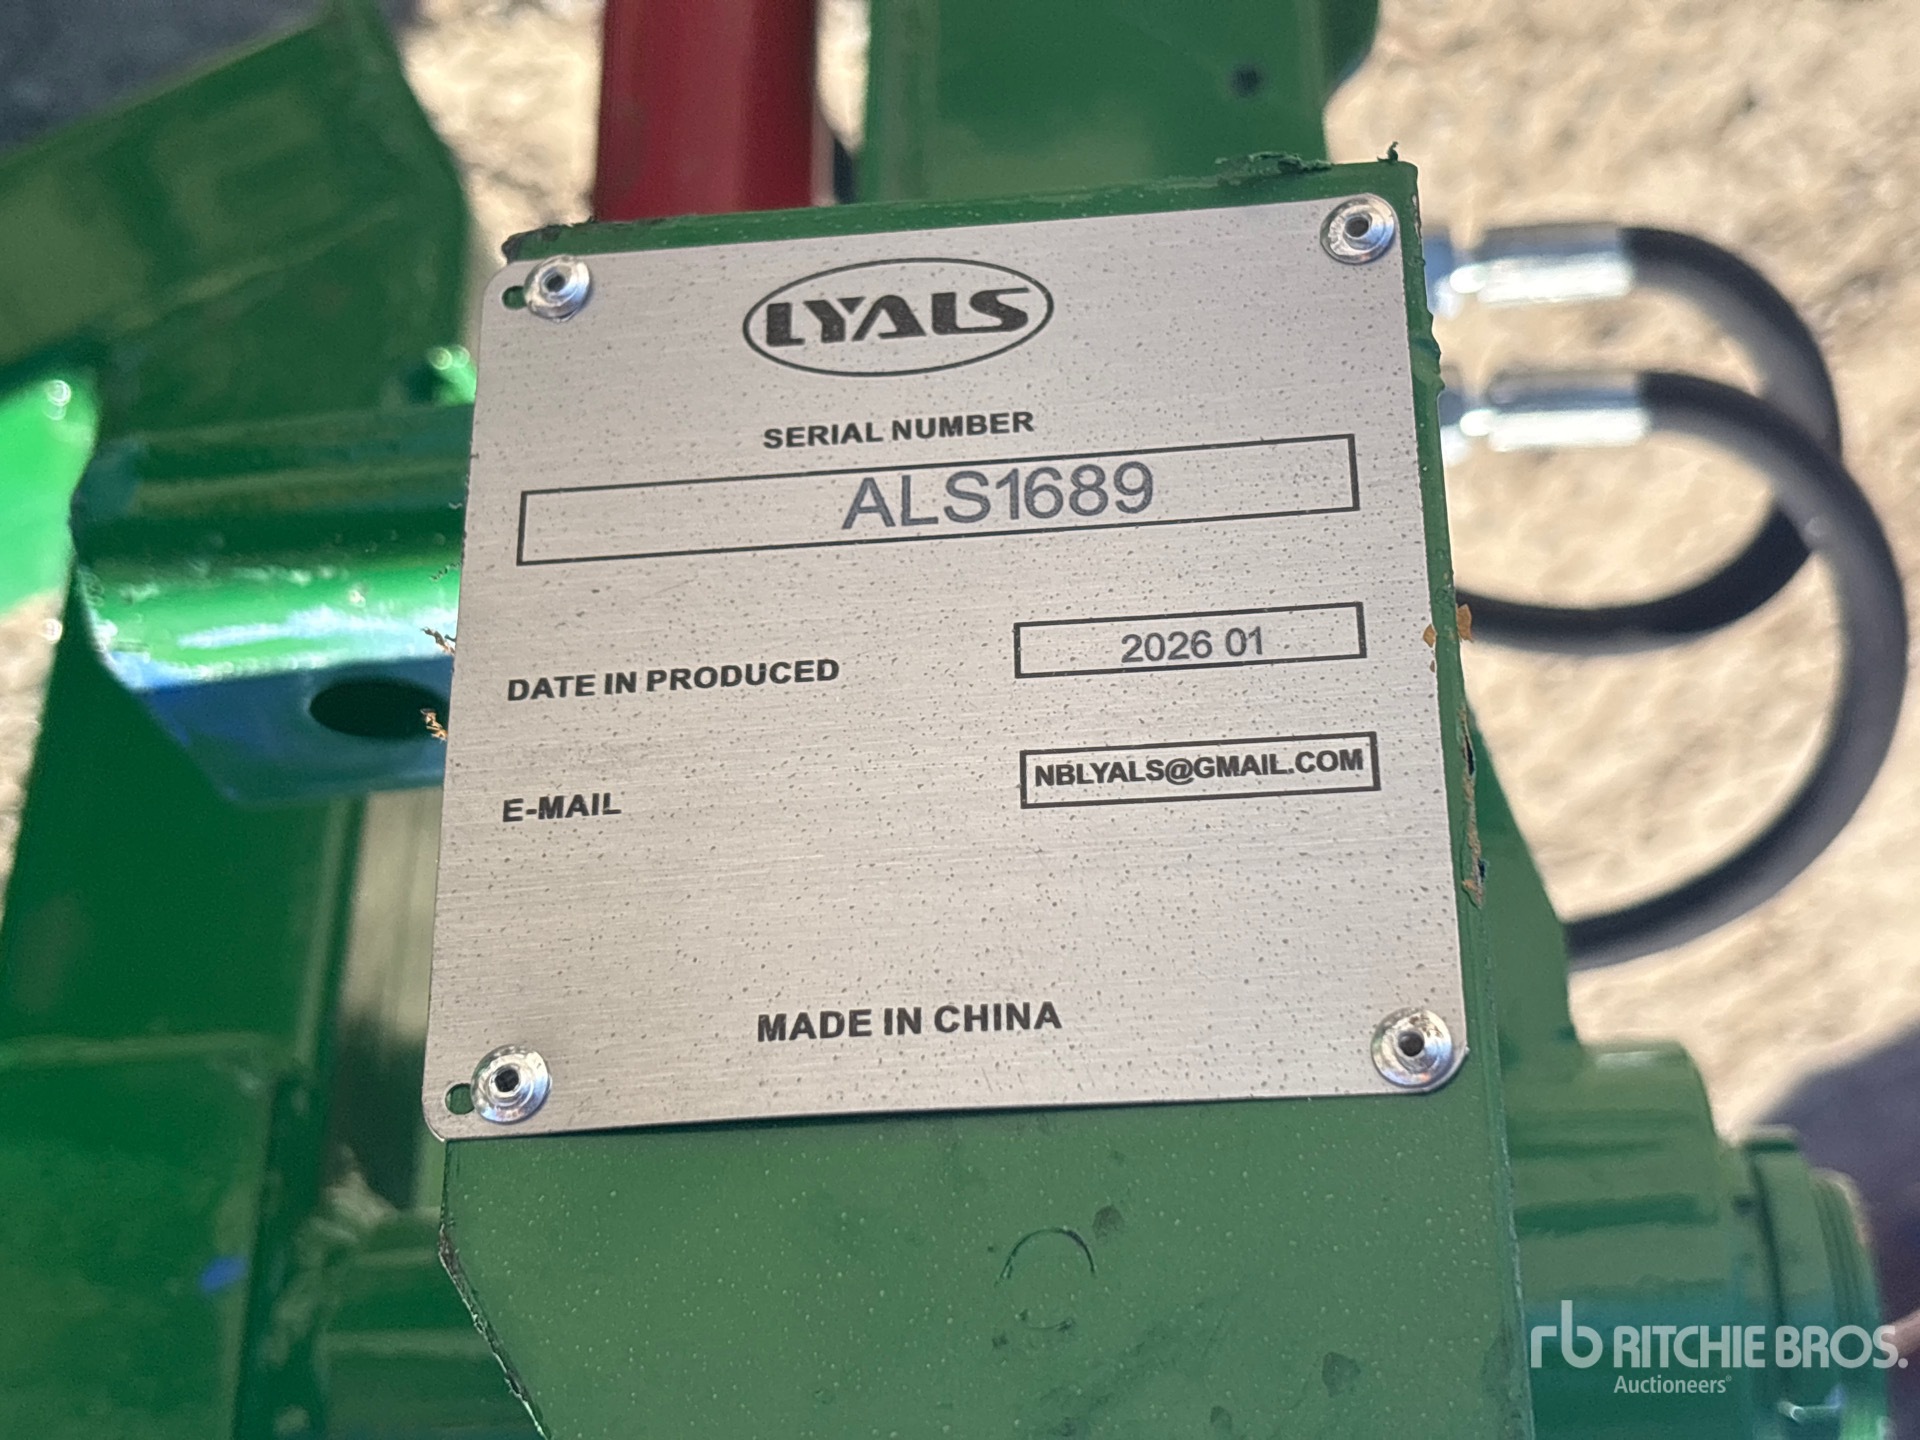 LYALS
SERIAL NUMBER
ALS1689
DATE IN PRODUCED
2026 01
E-MAIL
NBLYALS@GMAIL.COM
MADE IN CHINA
rb RITCHIE BROS.
Auctioneers